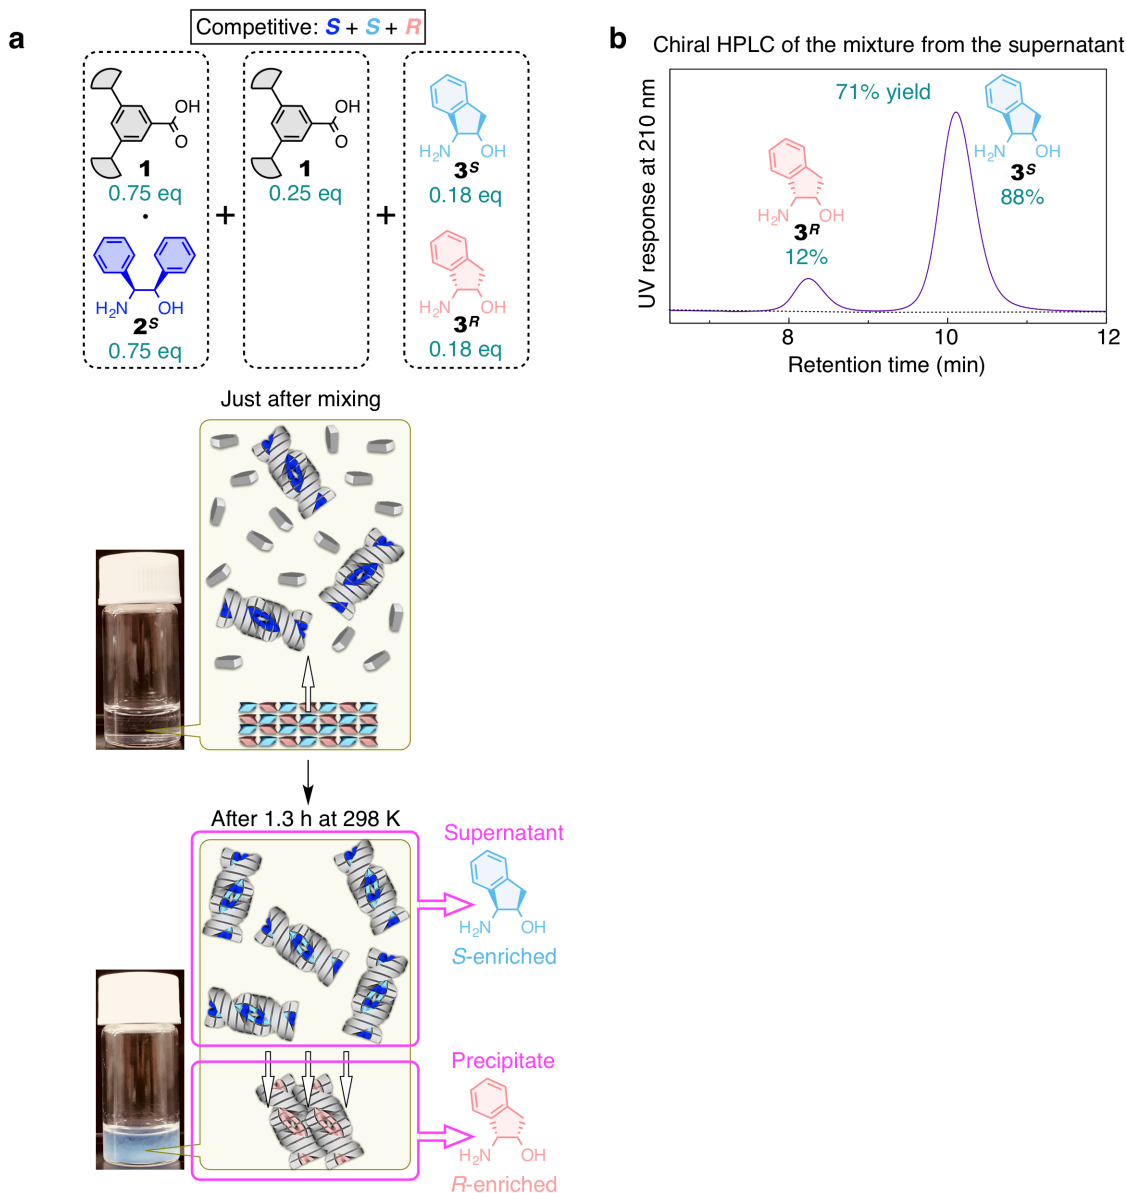 a
Competitive: S + S + R
OH
O
1
0.75 eq
·
H₂N
OH
2ˢ
0.75 eq
+
OH
O
1
0.25 eq
+
H₂N
OH
3ˢ
0.18 eq
H₂N
OH
3ᴿ
0.18 eq
Just after mixing
After 1.3 h at 298 K
Supernatant
H₂N
OH
S-enriched
Precipitate
H₂N
OH
R-enriched
b
Chiral HPLC of the mixture from the supernatant
UV response at 210 nm
71% yield
H₂N
OH
3ᴿ
12%
H₂N
OH
3ˢ
88%
8
10
12
Retention time (min)